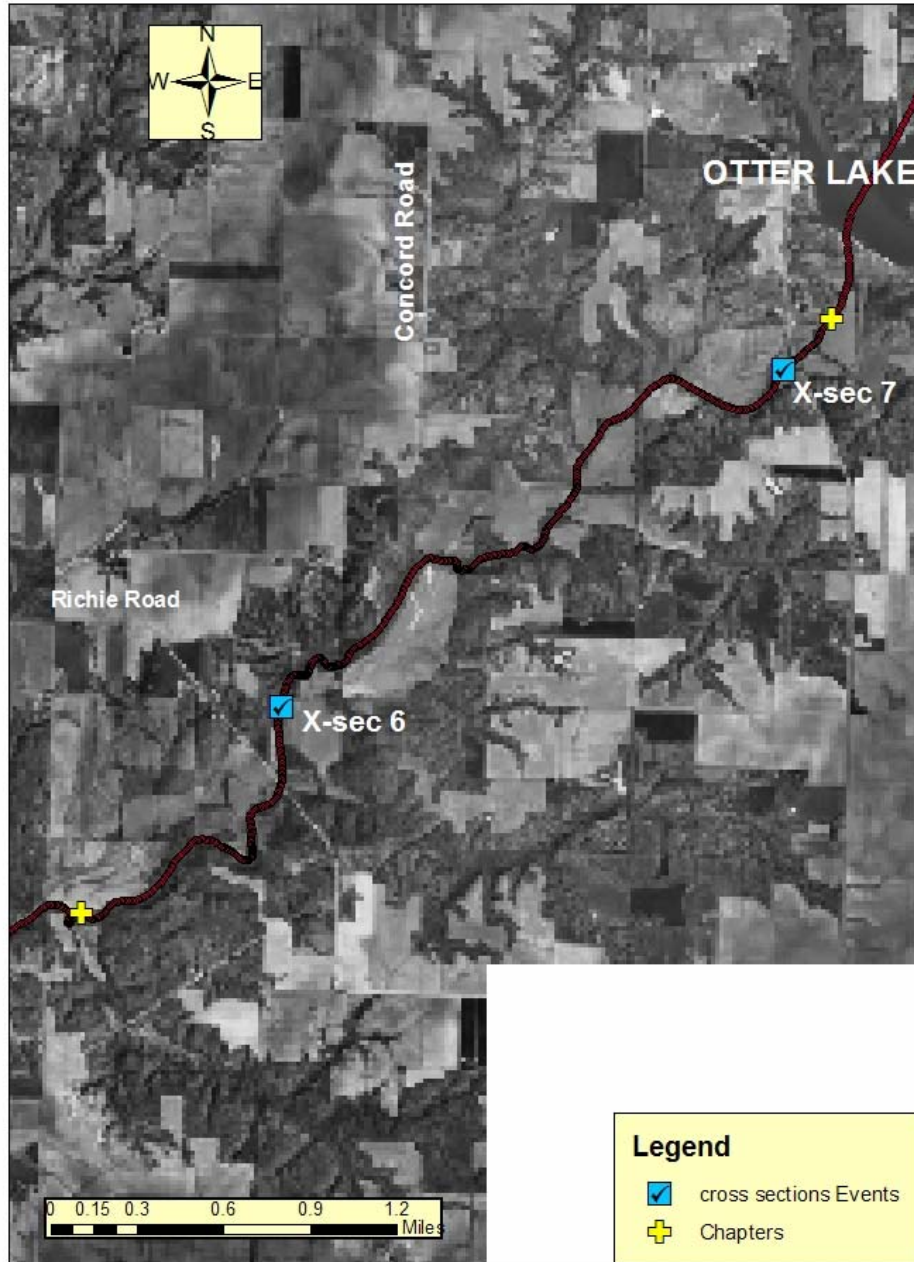 N
W E
S
Concord Road
OTTER LAKE
X-sec 7
Richie Road
X-sec 6
0 0.15 0.3 0.6 0.9 1.2
Miles
Legend
cross sections Events
Chapters